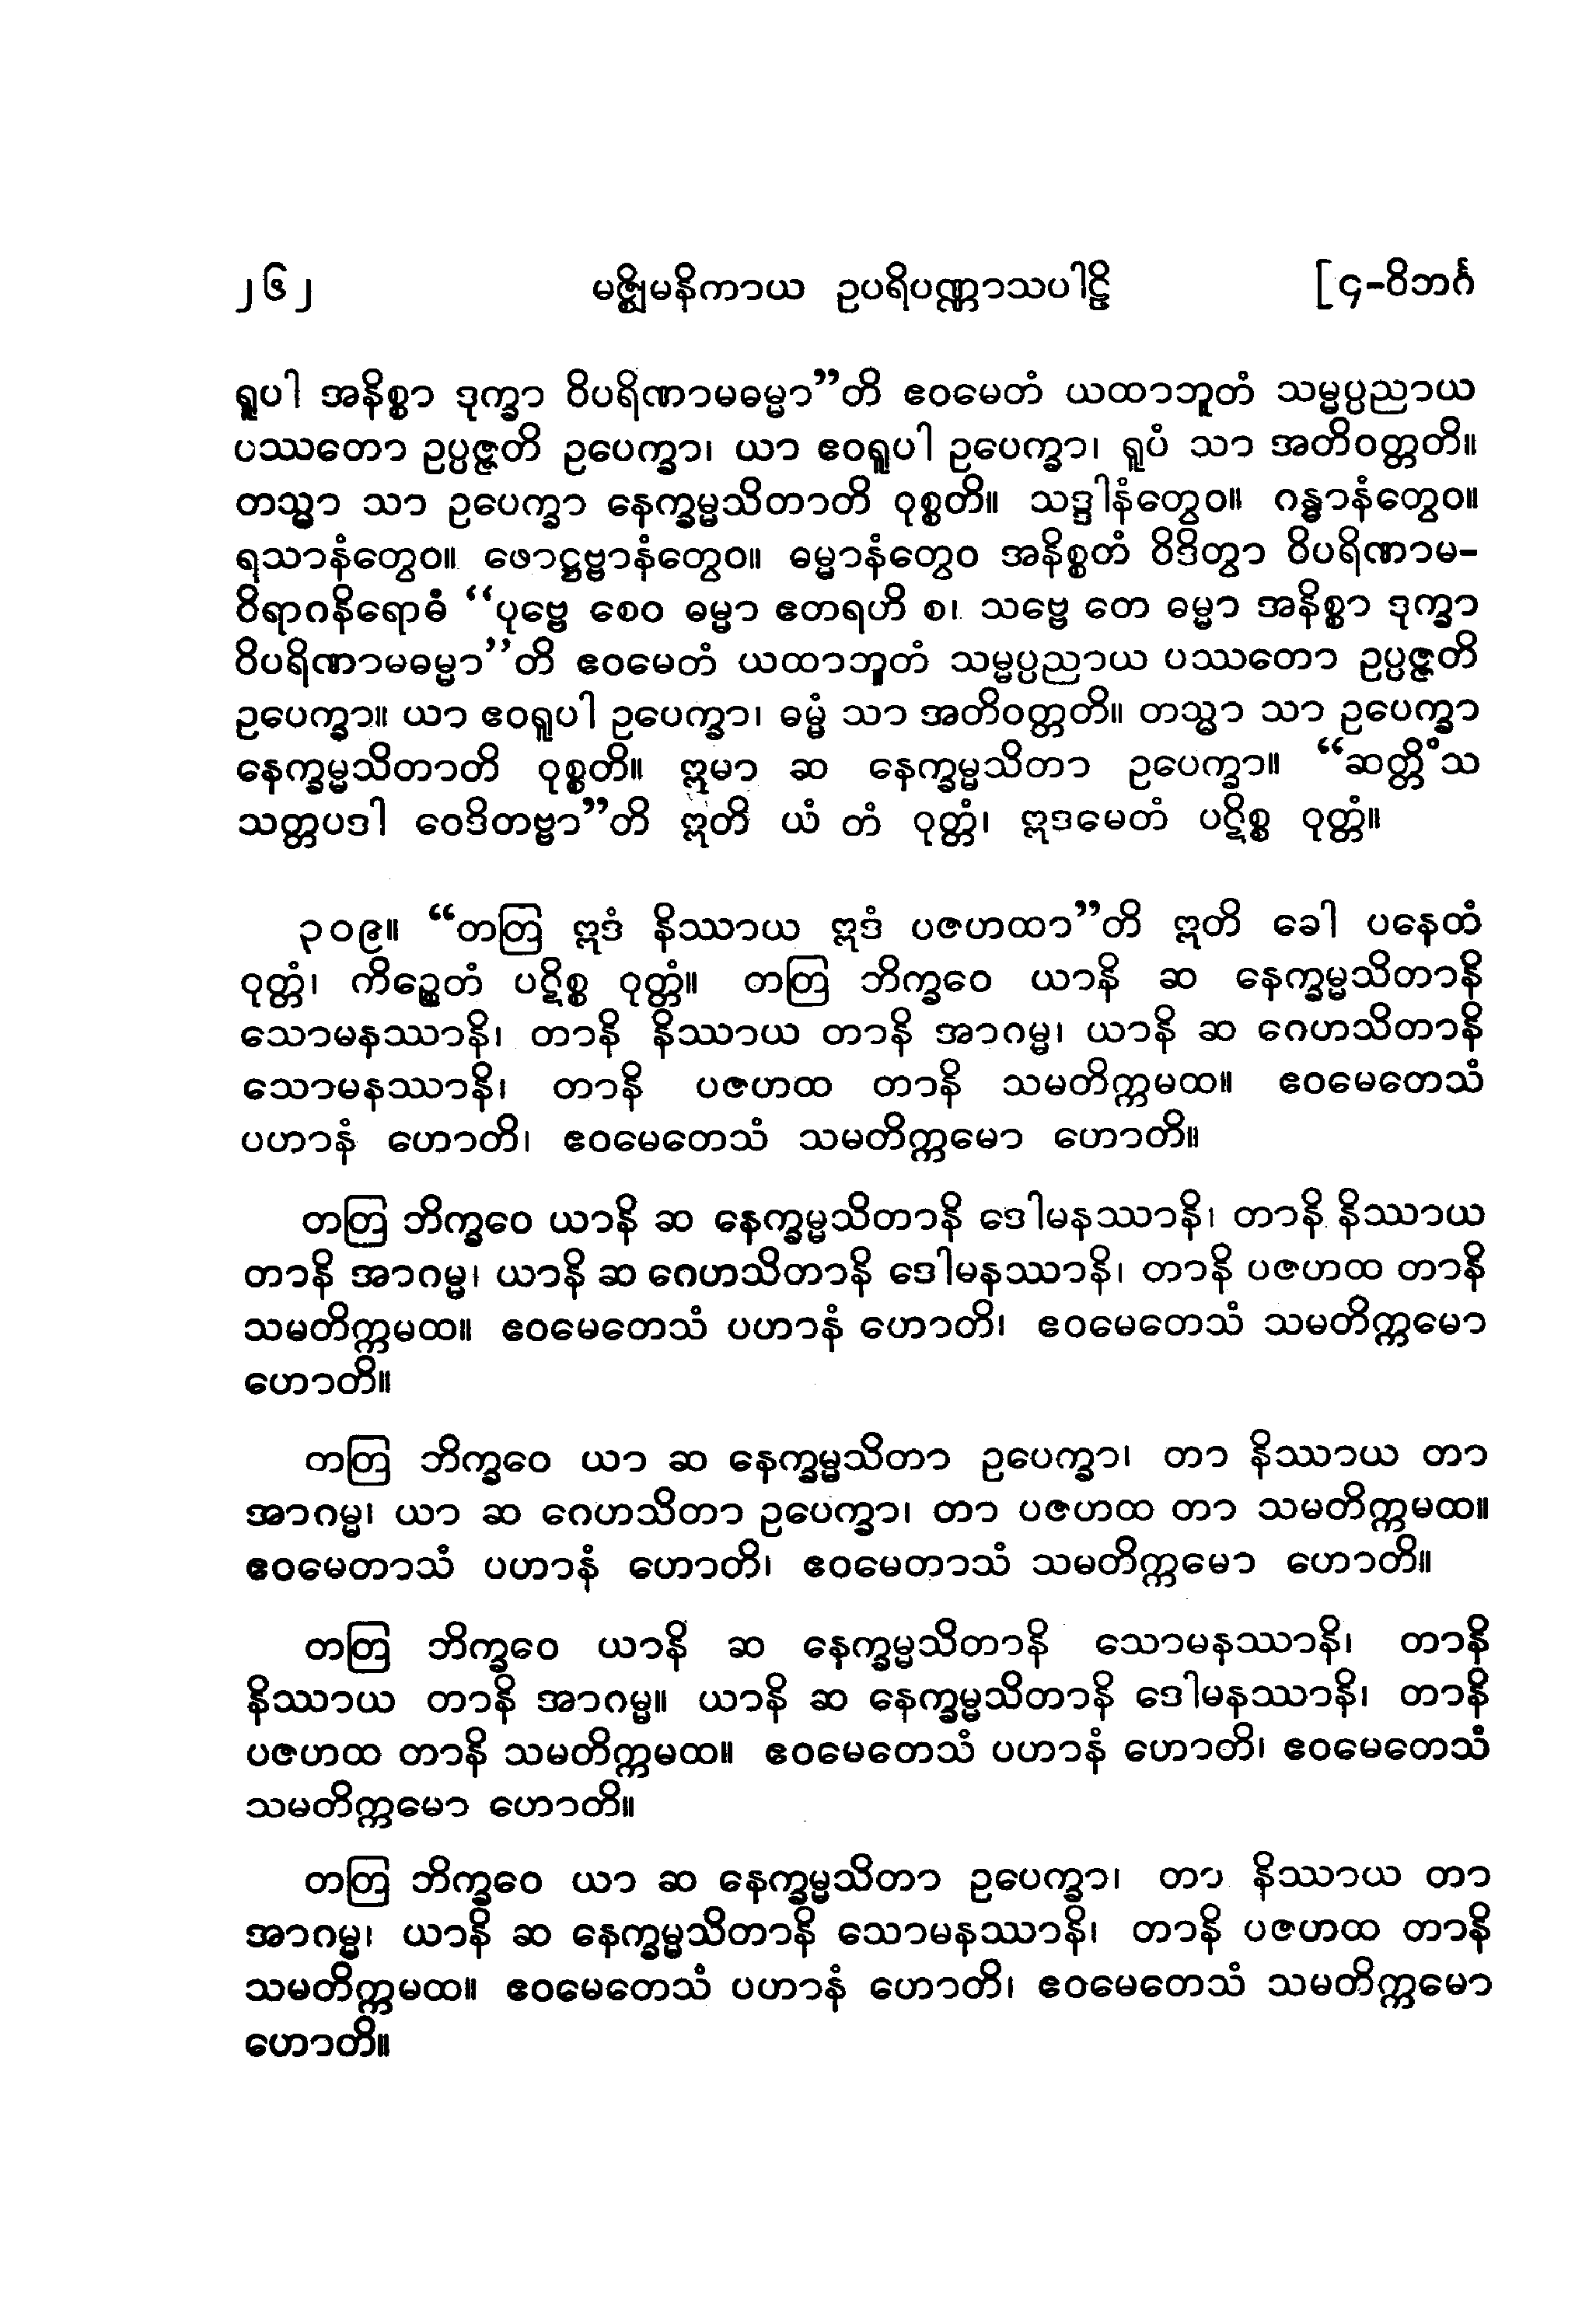 ၂၆၂ မဇ္ဈိမနိကာယ ဥပရိပဏ္ဏာသပါဠိ [၄-ဝိဘင်္ဂ
ရူပါ အနိစ္စာ ဒုက္ခာ ဝိပရိဏာမဓမ္မာ”တိ ဧဝမေတံ ယထာဘူတံ သမ္မပ္ပညာယ
ပဿတော ဥပ္ပဇ္ဇတိ ဥပေက္ခာ၊ ယာ ဧဝရူပါ ဥပေက္ခာ၊ ရူပံ သာ အတိဝတ္တတိ။
တသ္မာ သာ ဥပေက္ခာ နေက္ခမ္မသိတာတိ ဝုစ္စတိ။ သဒ္ဒါနံတွေဝ။ ဂန္ဓာနံတွေဝ။
ရသာနံတွေဝ။ ဖောဋ္ဌဗ္ဗာနံတွေဝ။ ဓမ္မာနံတွေဝ အနိစ္စတံ ဝိဒိတွာ ဝိပရိဏာမ-
ဝိရာဂနိရောဓံ “ပုဗ္ဗေ စေဝ ဓမ္မာ ဧတရဟိ စ၊ သဗ္ဗေ တေ ဓမ္မာ အနိစ္စာ ဒုက္ခာ
ဝိပရိဏာမဓမ္မာ”တိ ဧဝမေတံ ယထာဘူတံ သမ္မပ္ပညာယ ပဿတော ဥပ္ပဇ္ဇတိ
ဥပေက္ခာ။ ယာ ဧဝရူပါ ဥပေက္ခာ၊ ဓမ္မံ သာ အတိဝတ္တတိ။ တသ္မာ သာ ဥပေက္ခာ
နေက္ခမ္မသိတာတိ ဝုစ္စတိ။ ဣမာ ဆ နေက္ခမ္မသိတာ ဥပေက္ခာ။ “ဆတ္တိံသ
သတ္တပဒါ ဝေဒိတဗ္ဗာ”တိ ဣတိ ယံ တံ ဝုတ္တံ၊ ဣဒမေတံ ပဋိစ္စ ဝုတ္တံ။
၃၀၉။ “တတြ ဣဒံ နိဿာယ ဣဒံ ပဇဟထာ”တိ ဣတိ ခေါ ပနေတံ
ဝုတ္တံ၊ ကိဉ္စေတံ ပဋိစ္စ ဝုတ္တံ။ တတြ ဘိက္ခဝေ ယာနိ ဆ နေက္ခမ္မသိတာနိ
သောမနဿာနိ၊ တာနိ နိဿာယ တာနိ အာဂမ္မ၊ ယာနိ ဆ ဂေဟသိတာနိ
သောမနဿာနိ၊ တာနိ ပဇဟထ တာနိ သမတိက္ကမထ။ ဧဝမေတေသံ
ပဟာနံ ဟောတိ၊ ဧဝမေတေသံ သမတိက္ကမော ဟောတိ။
တတြ ဘိက္ခဝေ ယာနိ ဆ နေက္ခမ္မသိတာနိ ဒေါမနဿာနိ၊ တာနိ နိဿာယ
တာနိ အာဂမ္မ၊ ယာနိ ဆ ဂေဟသိတာနိ ဒေါမနဿာနိ၊ တာနိ ပဇဟထ တာနိ
သမတိက္ကမထ။ ဧဝမေတေသံ ပဟာနံ ဟောတိ၊ ဧဝမေတေသံ သမတိက္ကမော
ဟောတိ။
တတြ ဘိက္ခဝေ ယာ ဆ နေက္ခမ္မသိတာ ဥပေက္ခာ၊ တာ နိဿာယ တာ
အာဂမ္မ၊ ယာ ဆ ဂေဟသိတာ ဥပေက္ခာ၊ တာ ပဇဟထ တာ သမတိက္ကမထ။
ဧဝမေတာသံ ပဟာနံ ဟောတိ၊ ဧဝမေတာသံ သမတိက္ကမော ဟောတိ။
တတြ ဘိက္ခဝေ ယာနိ ဆ နေက္ခမ္မသိတာနိ သောမနဿာနိ၊ တာနိ
နိဿာယ တာနိ အာဂမ္မ။ ယာနိ ဆ နေက္ခမ္မသိတာနိ ဒေါမနဿာနိ၊ တာနိ
ပဇဟထ တာနိ သမတိက္ကမထ။ ဧဝမေတေသံ ပဟာနံ ဟောတိ၊ ဧဝမေတေသံ
သမတိက္ကမော ဟောတိ။
တတြ ဘိက္ခဝေ ယာ ဆ နေက္ခမ္မသိတာ ဥပေက္ခာ၊ တာ နိဿာယ တာ
အာဂမ္မ၊ ယာနိ ဆ နေက္ခမ္မသိတာနိ သောမနဿာနိ၊ တာနိ ပဇဟထ တာနိ
သမတိက္ကမထ။ ဧဝမေတေသံ ပဟာနံ ဟောတိ၊ ဧဝမေတေသံ သမတိက္ကမော
ဟောတိ။